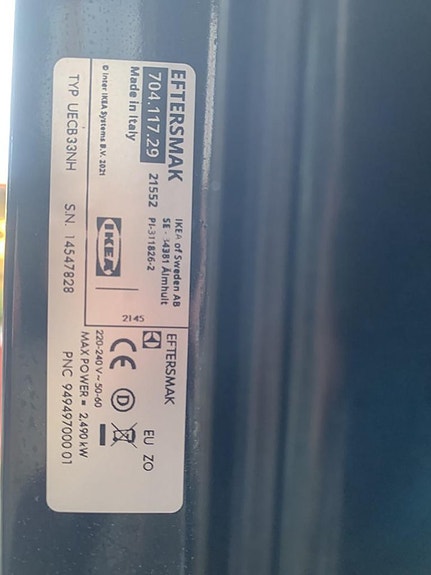 EFTERSMAK
704.117.29 21552
Made in Italy PI-311826-2
© Inter IKEA Systems B.V. 2021
IKEA of Sweden AB
SE - 34381 Älmhult
IKEA
2145
TYP UECB33NH S.N. 14547828
EFTERSMAK
CE D
EU ZO
220-240 V ~ 50-60
MAX POWER = 2,490 kW
PNC 949497000 01